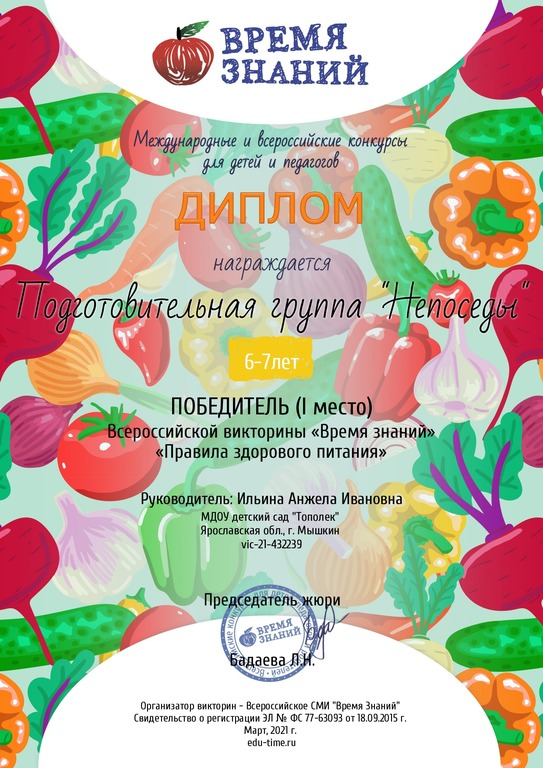 ВРЕМЯ
ЗНАНИЙ
Международные и всероссийские конкурсы
для детей и педагогов
ДИПЛОМ
награждается
Подготовительная группа "Непоседы"
6-7лет
ПОБЕДИТЕЛЬ (I место)
Всероссийской викторины «Время знаний»
«Правила здорового питания»
Руководитель: Ильина Анжела Ивановна
МДОУ детский сад "Тополек"
Ярославская обл., г. Мышкин
vic-21-432239
Председатель жюри
ВРЕМЯ
ЗНАНИЙ
Бадаева Л.Н.
Организатор викторин - Всероссийское СМИ "Время Знаний"
Свидетельство о регистрации ЭЛ № ФС 77-63093 от 18.09.2015 г.
Март, 2021 г.
edu-time.ru